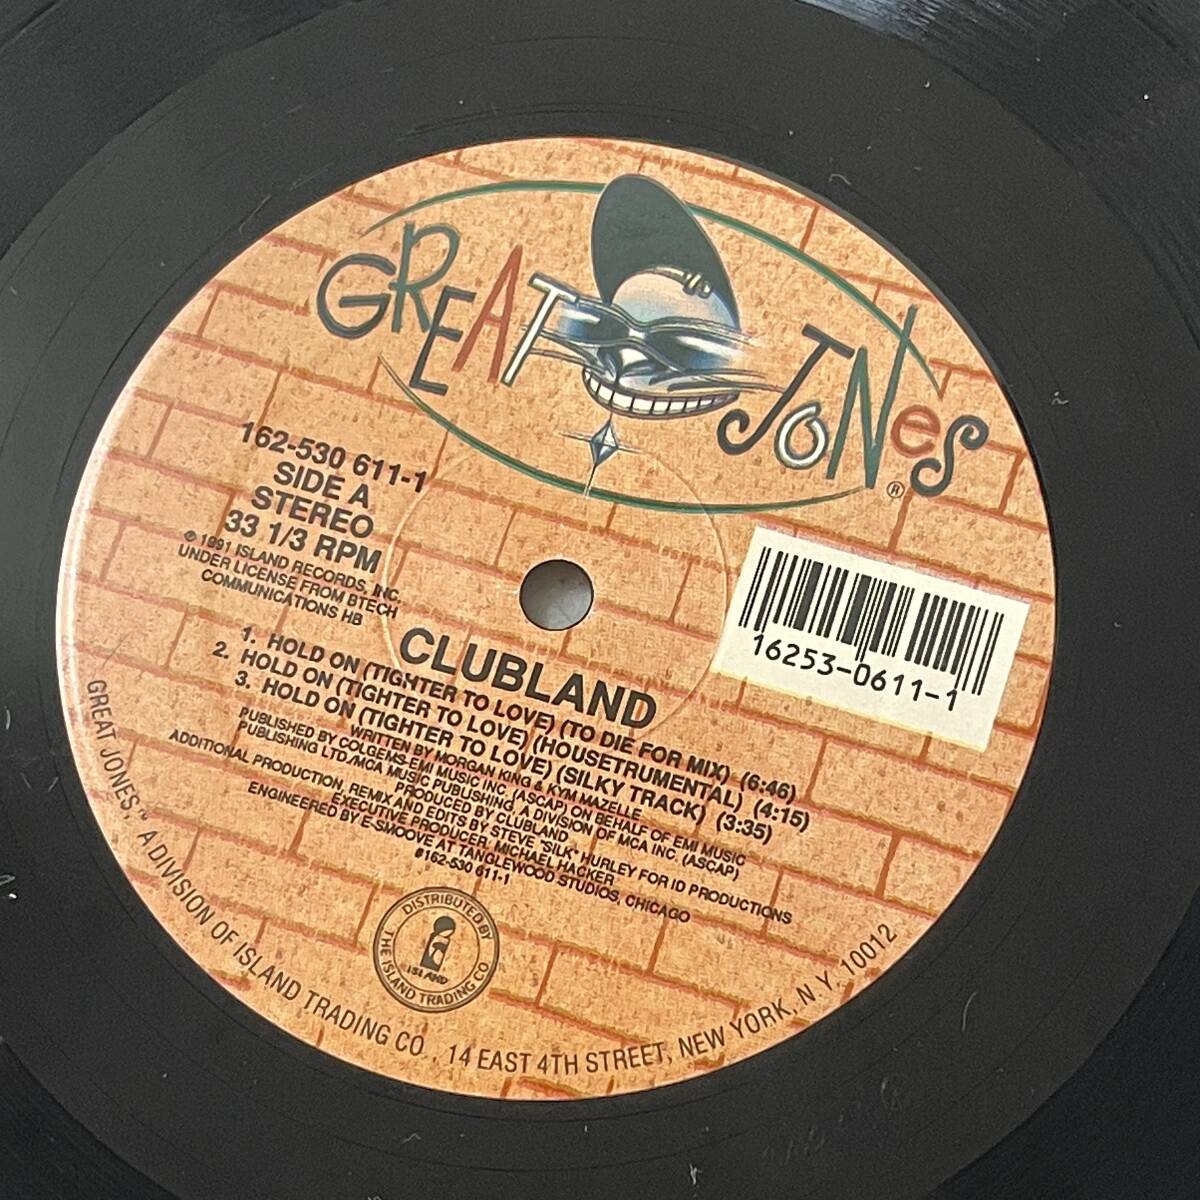 GREAT JONES
®
162-530 611-1
SIDE A
STEREO
33 1/3 RPM
℗ 1991 ISLAND RECORDS, INC.
UNDER LICENSE FROM BTECH
COMMUNICATIONS HB
16253-0611-1
CLUBLAND
1. HOLD ON (TIGHTER TO LOVE) (TO DIE FOR MIX) (6:46)
2. HOLD ON (TIGHTER TO LOVE) (HOUSETRUMENTAL) (4:15)
3. HOLD ON (TIGHTER TO LOVE) (SILKY TRACK) (3:35)
WRITTEN BY MORGAN KING & KYM MAZELLE
PUBLISHED BY COLGEMS-EMI MUSIC INC. (ASCAP) ON BEHALF OF EMI MUSIC
PUBLISHING LTD./MCA MUSIC PUBLISHING, A DIVISION OF MCA INC. (ASCAP)
PRODUCED BY CLUBLAND
ADDITIONAL PRODUCTION, REMIX AND EDITS BY STEVE "SILK" HURLEY FOR ID PRODUCTIONS
EXECUTIVE PRODUCER, MICHAEL HACKER
ENGINEERED BY E-SMOOVE AT TANGLEWOOD STUDIOS, CHICAGO
#162-530 611-1
DISTRIBUTED BY
ISLAND
THE ISLAND TRADING CO
GREAT JONES,™ A DIVISION OF ISLAND TRADING CO., 14 EAST 4TH STREET, NEW YORK, N.Y. 10012